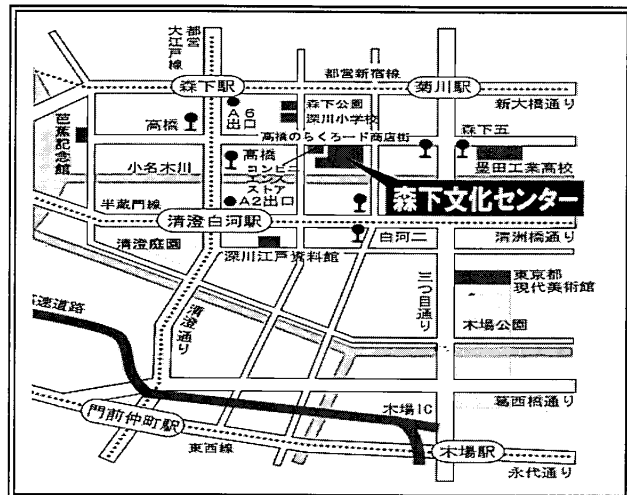 都営
大江戸線
都営新宿線
森下駅
菊川駅
新大橋通り
A6
出口
森下公園
深川小学校
高橋
芭蕉記念館
高橋のらくろード商店街
森下五
小名木川
高橋
コンビニ
エンス
ストア
墨田工業高校
A2出口
森下文化センター
半蔵門線
清澄白河駅
清澄庭園
白河二
清洲橋通り
深川江戸資料館
三つ目通り
東京都
現代美術館
高速道路
清澄通り
木場公園
葛西橋通り
木場IC
門前仲町駅
東西線
木場駅
永代通り